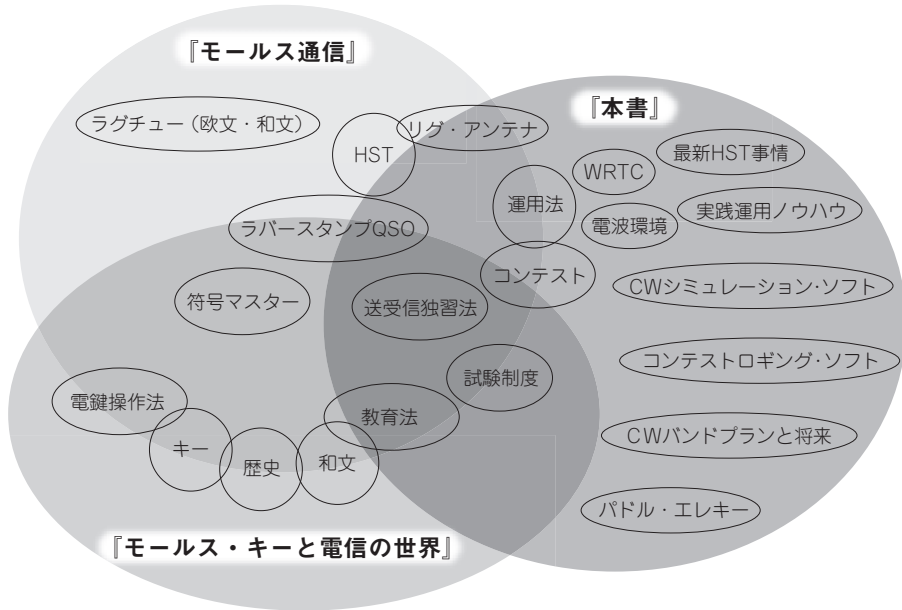 『モールス通信』
『本書』
ラグチュー（欧文・和文）
リグ・アンテナ
HST
最新HST事情
WRTC
運用法
実践運用ノウハウ
電波環境
ラバースタンプQSO
コンテスト
CWシミュレーション・ソフト
符号マスター
送受信独習法
コンテストロギング・ソフト
試験制度
電鍵操作法
教育法
CWバンドプランと将来
キー
歴史
和文
パドル・エレキー
『モールス・キーと電信の世界』